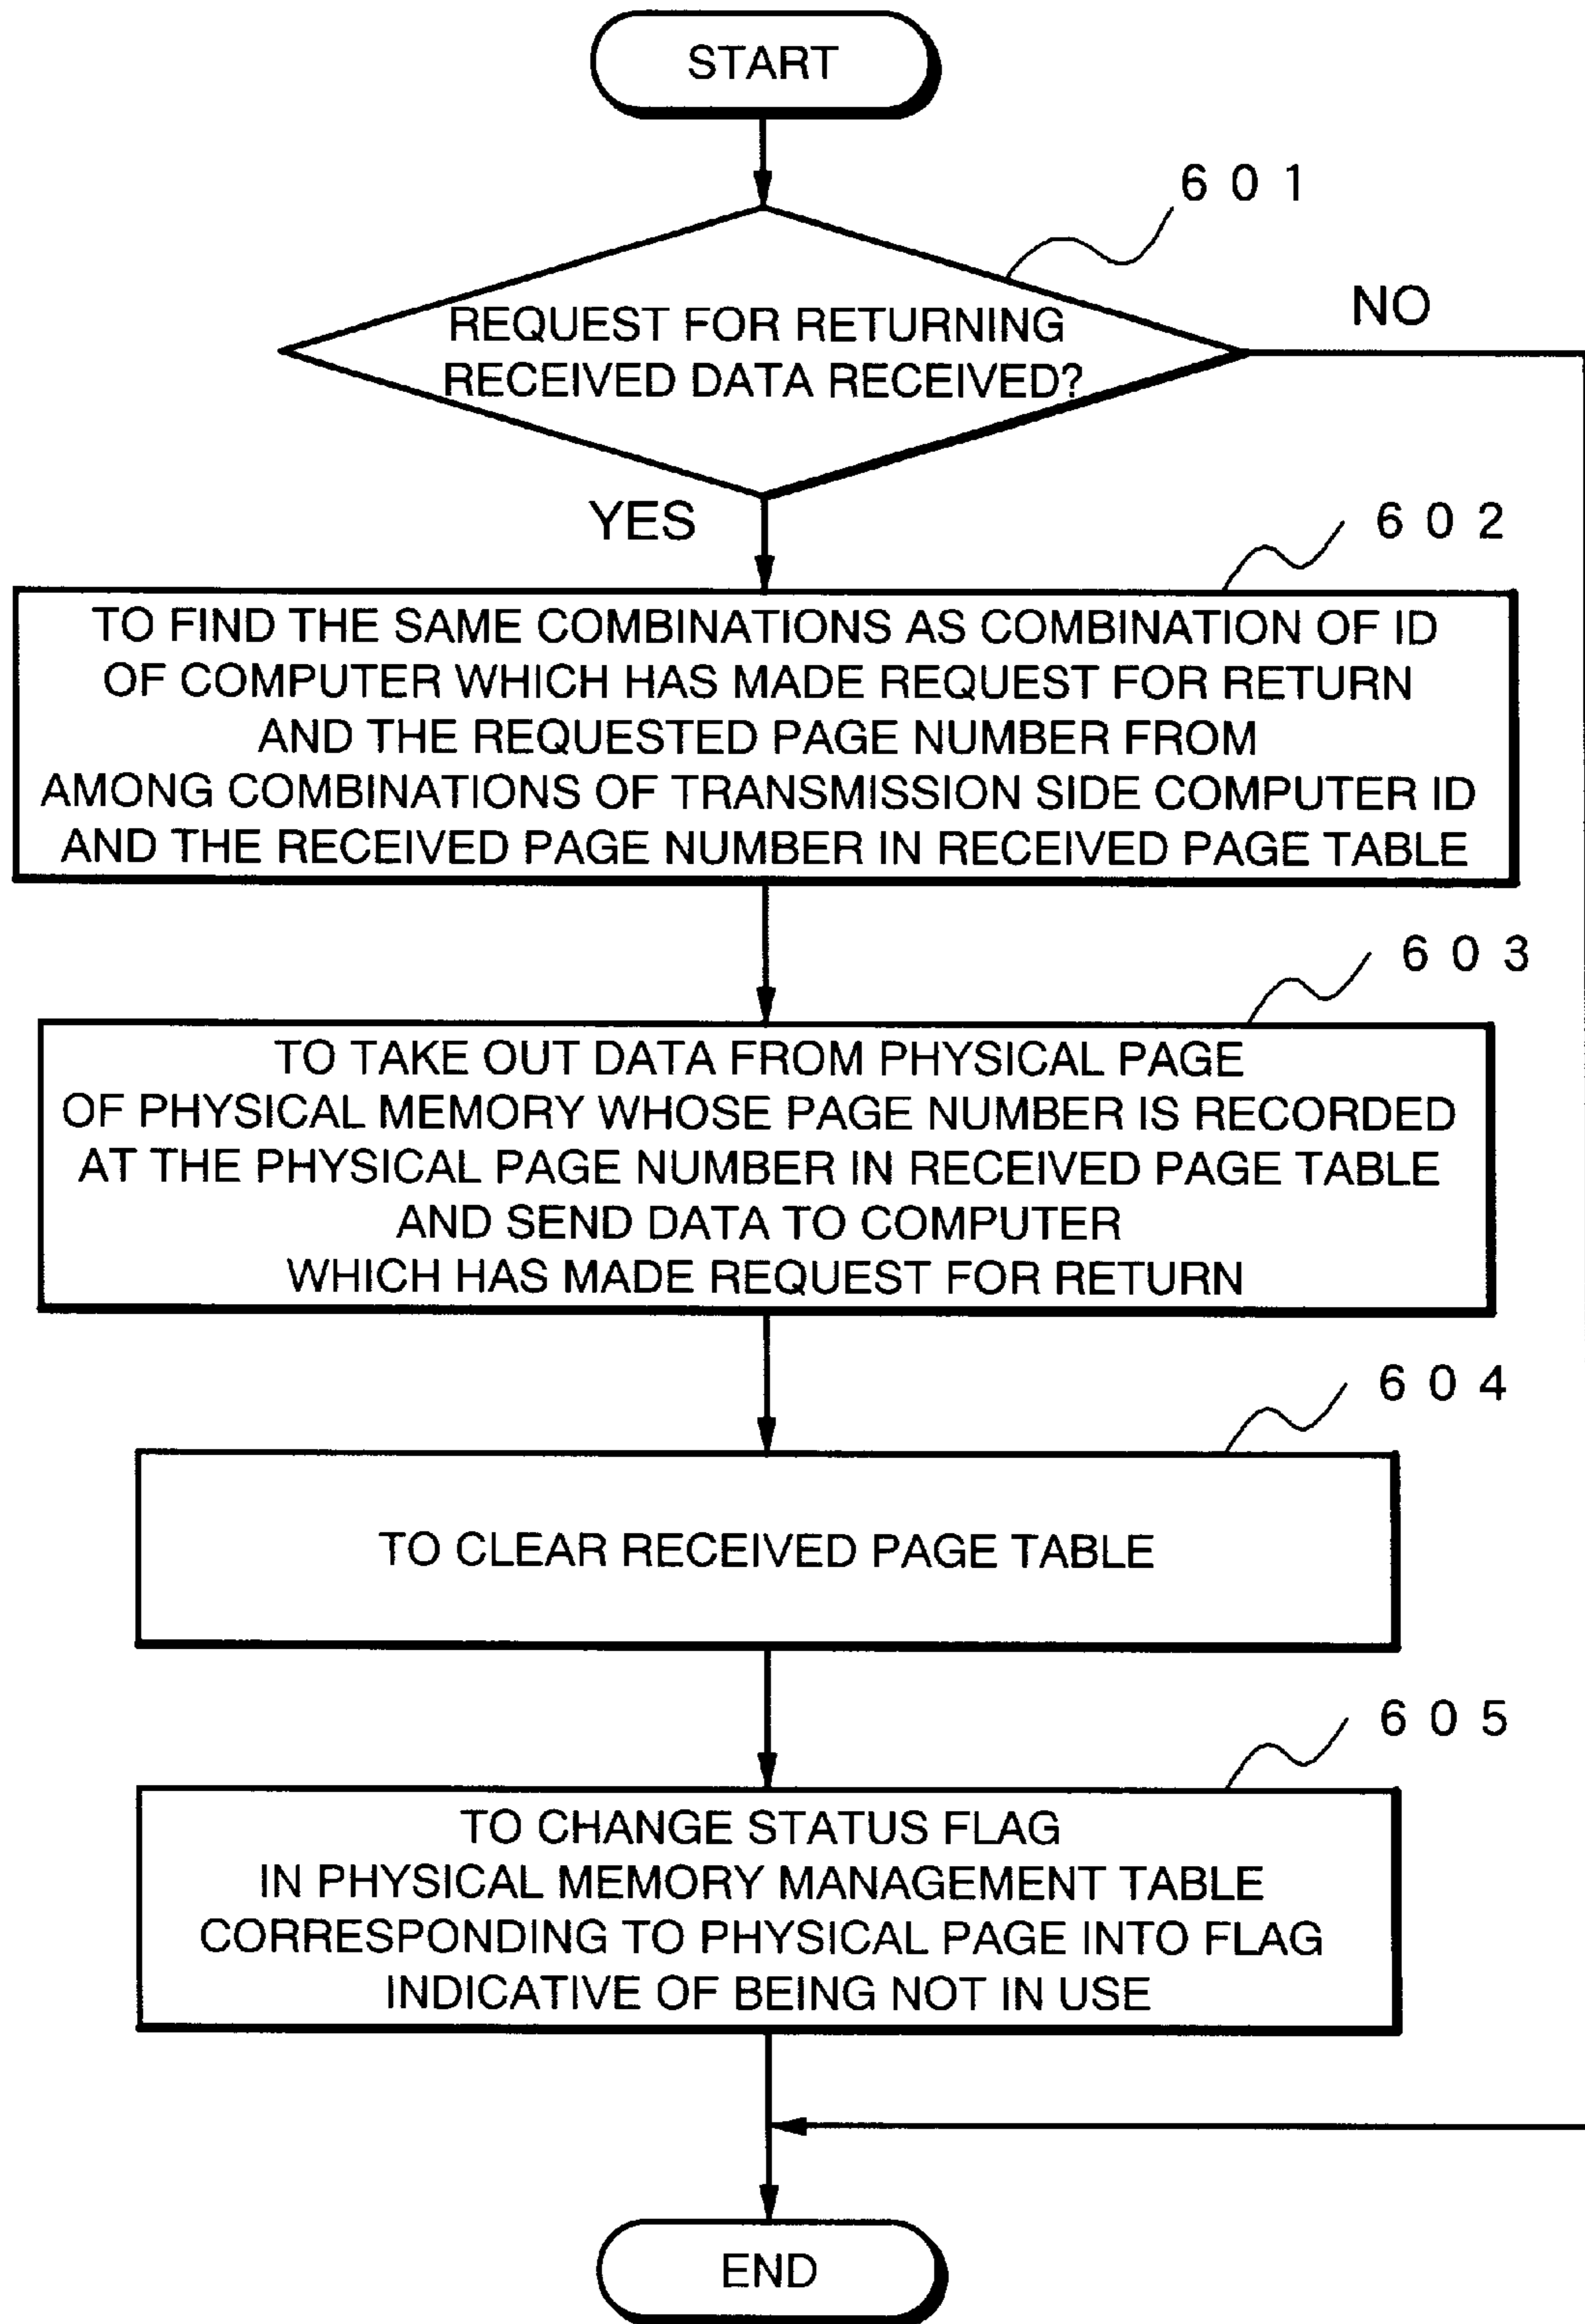 START
6 0 1
NO
REQUEST FOR RETURNING
RECEIVED DATA RECEIVED?
YES
6 0 2
TO FIND THE SAME COMBINATIONS AS COMBINATION OF ID
OF COMPUTER WHICH HAS MADE REQUEST FOR RETURN
AND THE REQUESTED PAGE NUMBER FROM
AMONG COMBINATIONS OF TRANSMISSION SIDE COMPUTER ID
AND THE RECEIVED PAGE NUMBER IN RECEIVED PAGE TABLE
6 0 3
TO TAKE OUT DATA FROM PHYSICAL PAGE
OF PHYSICAL MEMORY WHOSE PAGE NUMBER IS RECORDED
AT THE PHYSICAL PAGE NUMBER IN RECEIVED PAGE TABLE
AND SEND DATA TO COMPUTER
WHICH HAS MADE REQUEST FOR RETURN
6 0 4
TO CLEAR RECEIVED PAGE TABLE
6 0 5
TO CHANGE STATUS FLAG
IN PHYSICAL MEMORY MANAGEMENT TABLE
CORRESPONDING TO PHYSICAL PAGE INTO FLAG
INDICATIVE OF BEING NOT IN USE
END